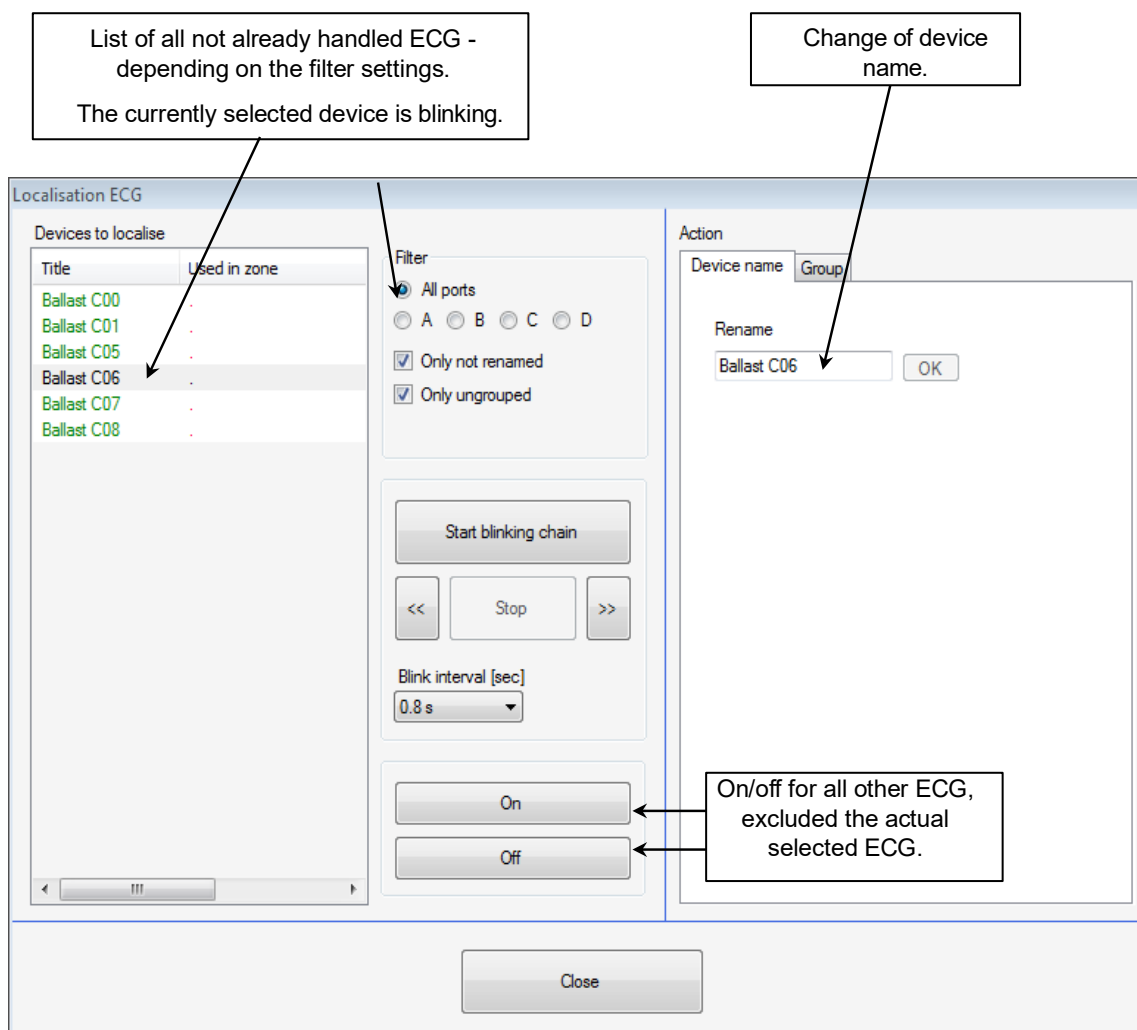 List of all not already handled ECG -
depending on the filter settings.
The currently selected device is blinking.
Change of device
name.
Localisation ECG
Devices to localise
Title Used in zone
Ballast C00 .
Ballast C01 .
Ballast C05 .
Ballast C06 .
Ballast C07 .
Ballast C08 .
Filter
All ports
A B C D
Only not renamed
Only ungrouped
Start blinking chain
<< Stop >>
Blink interval [sec]
0.8 s
On
Off
Action
Device name Group
Rename
Ballast C06 OK
On/off for all other ECG,
excluded the actual
selected ECG.
Close